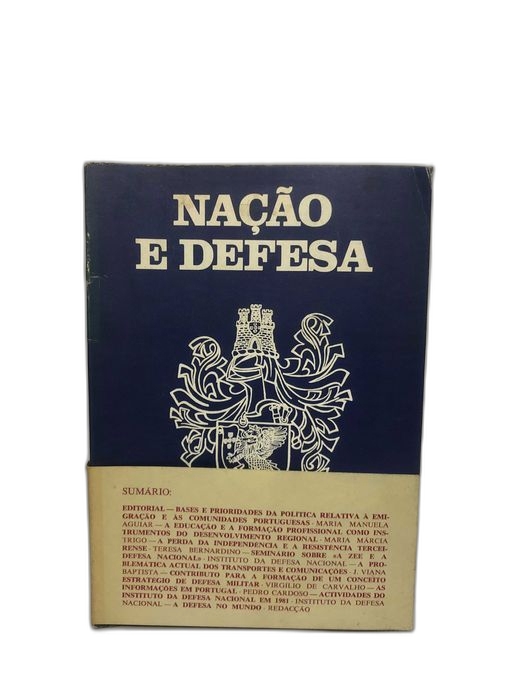 NAÇÃO
E DEFESA
SUMÁRIO:
EDITORIAL — BASES E PRIORIDADES DA POLÍTICA RELATIVA À EMI-
GRAÇÃO E ÀS COMUNIDADES PORTUGUESAS - MARIA MANUELA
AGUIAR — A EDUCAÇÃO E A FORMAÇÃO PROFISSIONAL COMO INS-
TRUMENTOS DO DESENVOLVIMENTO REGIONAL - MARIA MÁRCIA
TRIGO — A PERDA DA INDEPENDÊNCIA E A RESISTÊNCIA TERCEI-
RENSE - TERESA BERNARDINO — SEMINÁRIO SOBRE «A ZEE E A
DEFESA NACIONAL» - INSTITUTO DA DEFESA NACIONAL — A PRO-
BLEMÁTICA ACTUAL DOS TRANSPORTES E COMUNICAÇÕES - J. VIANA
BAPTISTA — CONTRIBUTO PARA A FORMAÇÃO DE UM CONCEITO
ESTRATÉGICO DE DEFESA MILITAR - VIRGÍLIO DE CARVALHO — AS
INFORMAÇÕES EM PORTUGAL - PEDRO CARDOSO — ACTIVIDADES DO
INSTITUTO DA DEFESA NACIONAL EM 1981 - INSTITUTO DA DEFESA
NACIONAL — A DEFESA NO MUNDO - REDACÇÃO